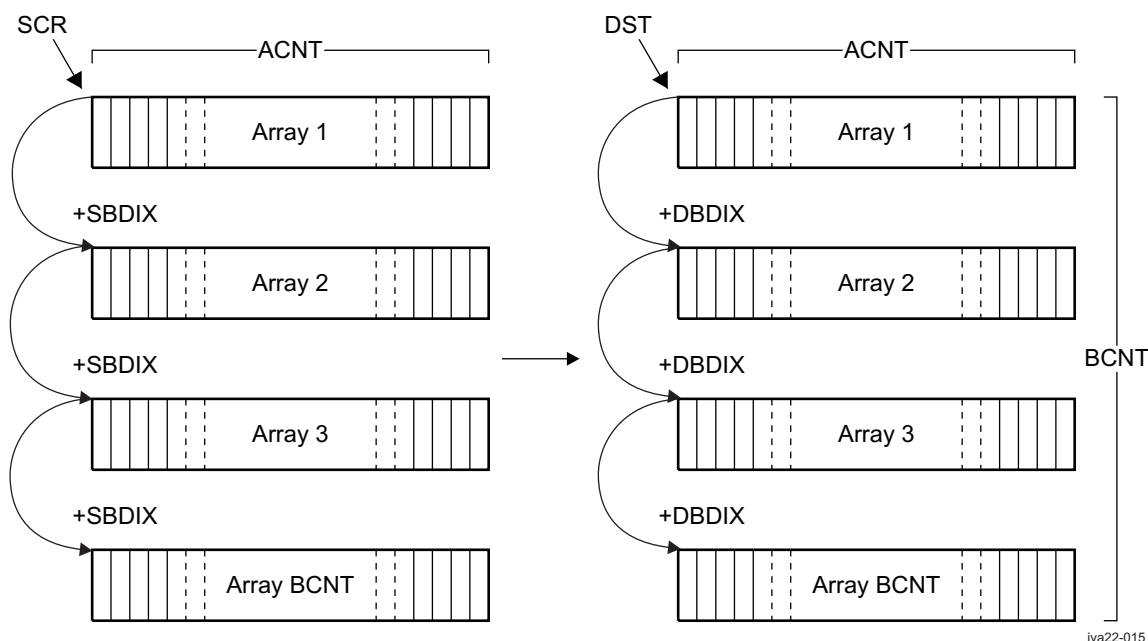 SCR
ACNT
DST
ACNT
Array 1
Array 1
+SBDIX
+DBDIX
Array 2
Array 2
+SBDIX
+DBDIX
BCNT
Array 3
Array 3
+SBDIX
+DBDIX
Array BCNT
Array BCNT
iva22-015